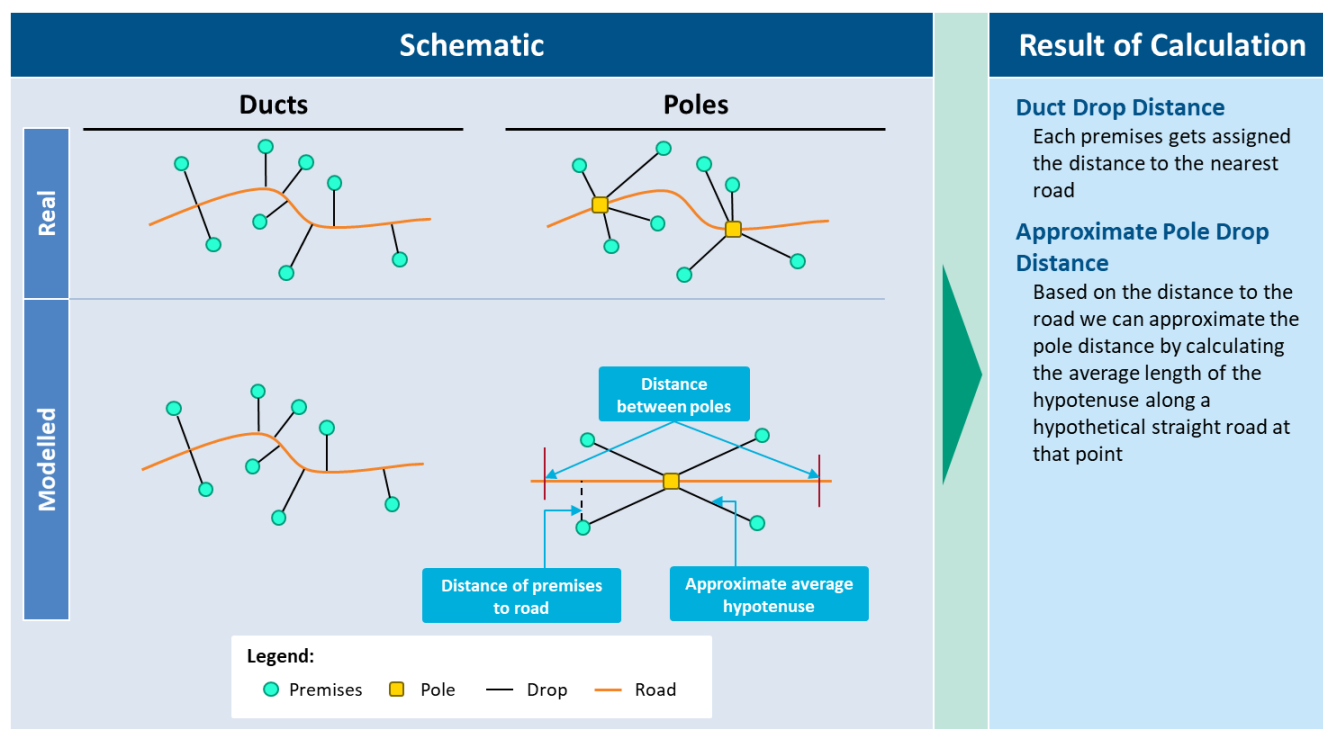 Schematic
Result of Calculation
Ducts
Poles
Real
Modelled
Distance
between poles
Distance of premises
to road
Approximate average
hypotenuse
Legend:
Premises
Pole
Drop
Road
Duct Drop Distance
Each premises gets assigned
the distance to the nearest
road
Approximate Pole Drop
Distance
Based on the distance to the
road we can approximate the
pole distance by calculating
the average length of the
hypotenuse along a
hypothetical straight road at
that point